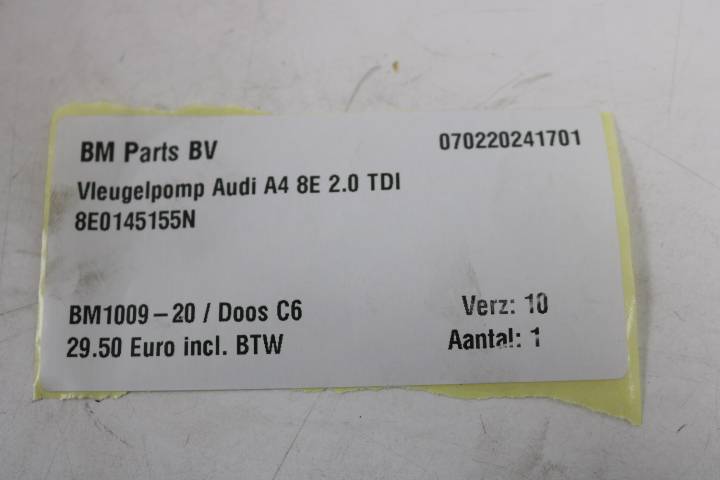 BM Parts BV 070220241701
Vleugelpomp Audi A4 8E 2.0 TDI
8E0145155N
BM1009-20 / Doos C6 Verz: 10
29.50 Euro incl. BTW Aantal: 1